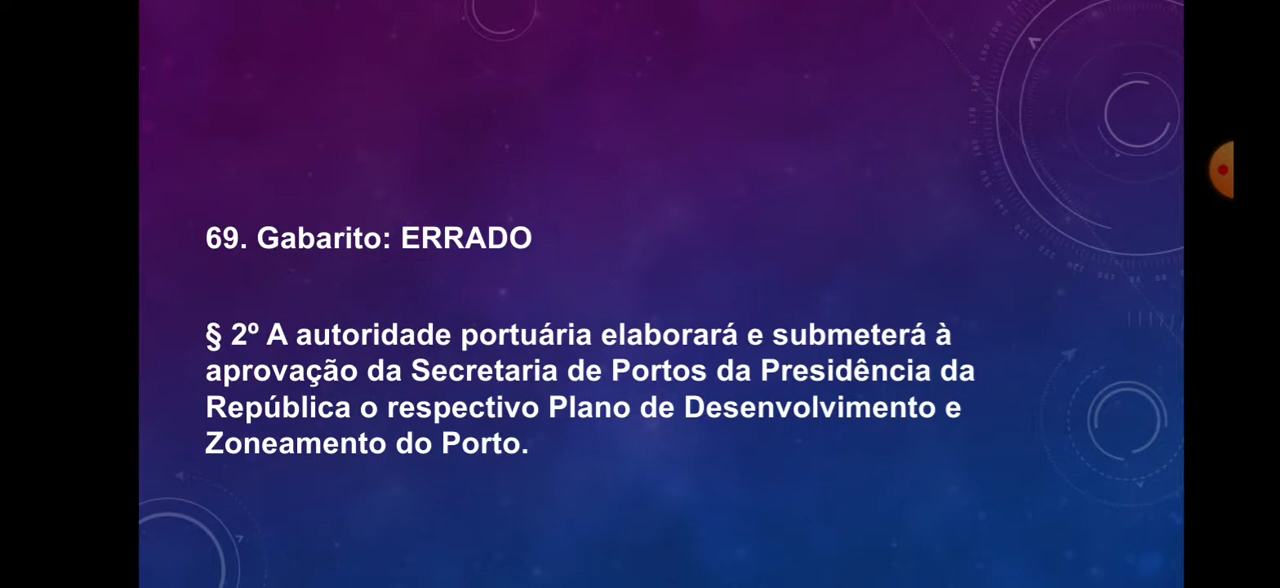 69. Gabarito: ERRADO
§ 2º A autoridade portuária elaborará e submeterá à
aprovação da Secretaria de Portos da Presidência da
República o respectivo Plano de Desenvolvimento e
Zoneamento do Porto.